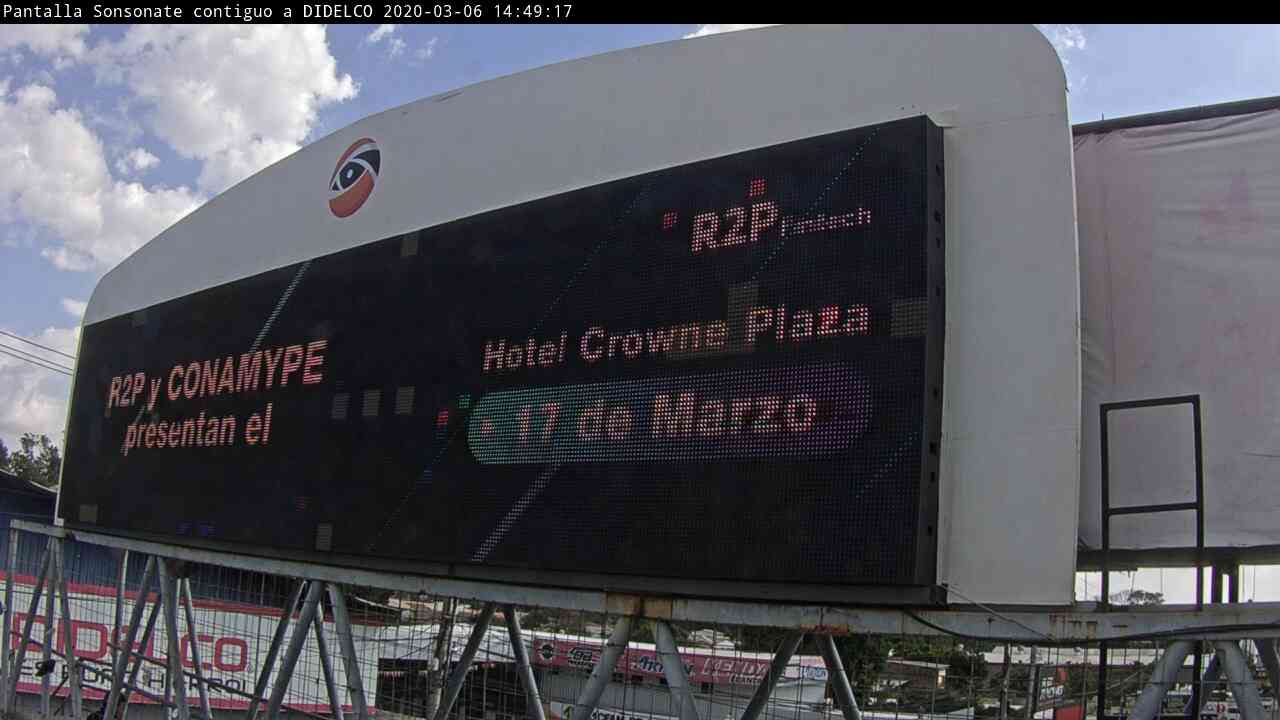 Pantalla Sonsonate contiguo a DIDELCO 2020-03-06 14:49:17
R2P Fintech
R2P y CONAMYPE
presentan el
Hotel Crowne Plaza
17 de Marzo
DIDELCO